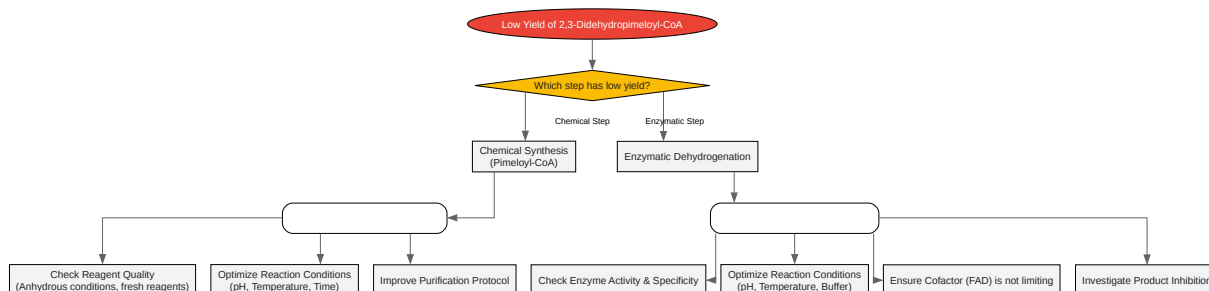 Low Yield of 2,3-Didehydropimeloyl-CoA
Which step has low yield?
Chemical Step
Enzymatic Step
Chemical Synthesis
(Pimeloyl-CoA)
Enzymatic Dehydrogenation
Check Reagent Quality
(Anhydrous conditions, fresh reagents)
Optimize Reaction Conditions
(pH, Temperature, Time)
Improve Purification Protocol
Check Enzyme Activity & Specificity
Optimize Reaction Conditions
(pH, Temperature, Buffer)
Ensure Cofactor (FAD) is not limiting
Investigate Product Inhibition